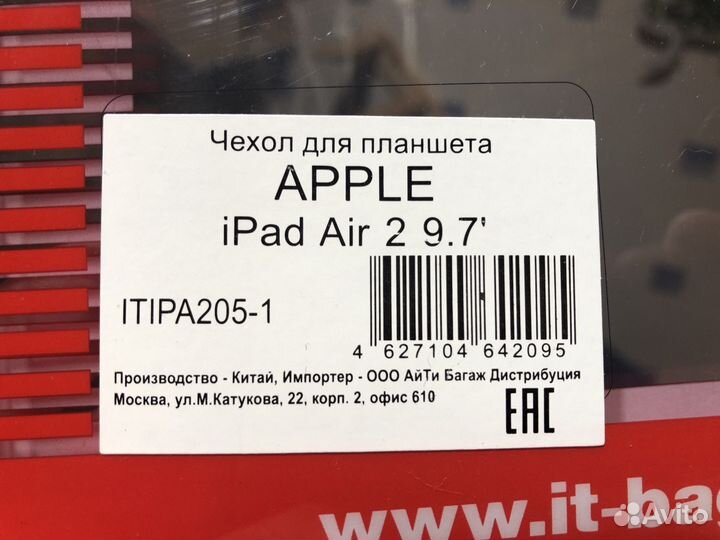 Чехол для планшета
APPLE
iPad Air 2 9.7'
ITIPA205-1
4 627104 642095
Производство - Китай, Импортер - ООО АйТи Багаж Дистрибуция
Москва, ул.М.Катукова, 22, корп. 2, офис 610
EAC
www.it-ba
Avito